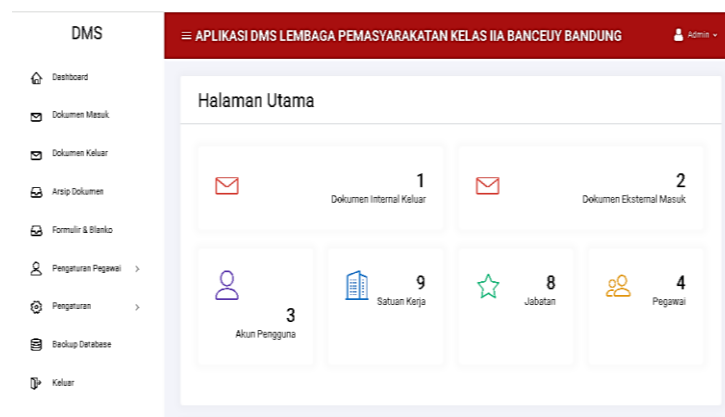 DMS
APLIKASI DMS LEMBAGA PEMASYARAKATAN KELAS IIA BANCEUY BANDUNG
Admin
Dashboard
Dokumen Masuk
Dokumen Keluar
Arsip Dokumen
Formulir & Blanko
Pengaturan Pegawai
Pengaturan
Backup Database
Keluar
Halaman Utama
1
Dokumen Internal Keluar
2
Dokumen Eksternal Masuk
3
Akun Pengguna
9
Satuan Kerja
8
Jabatan
4
Pegawai